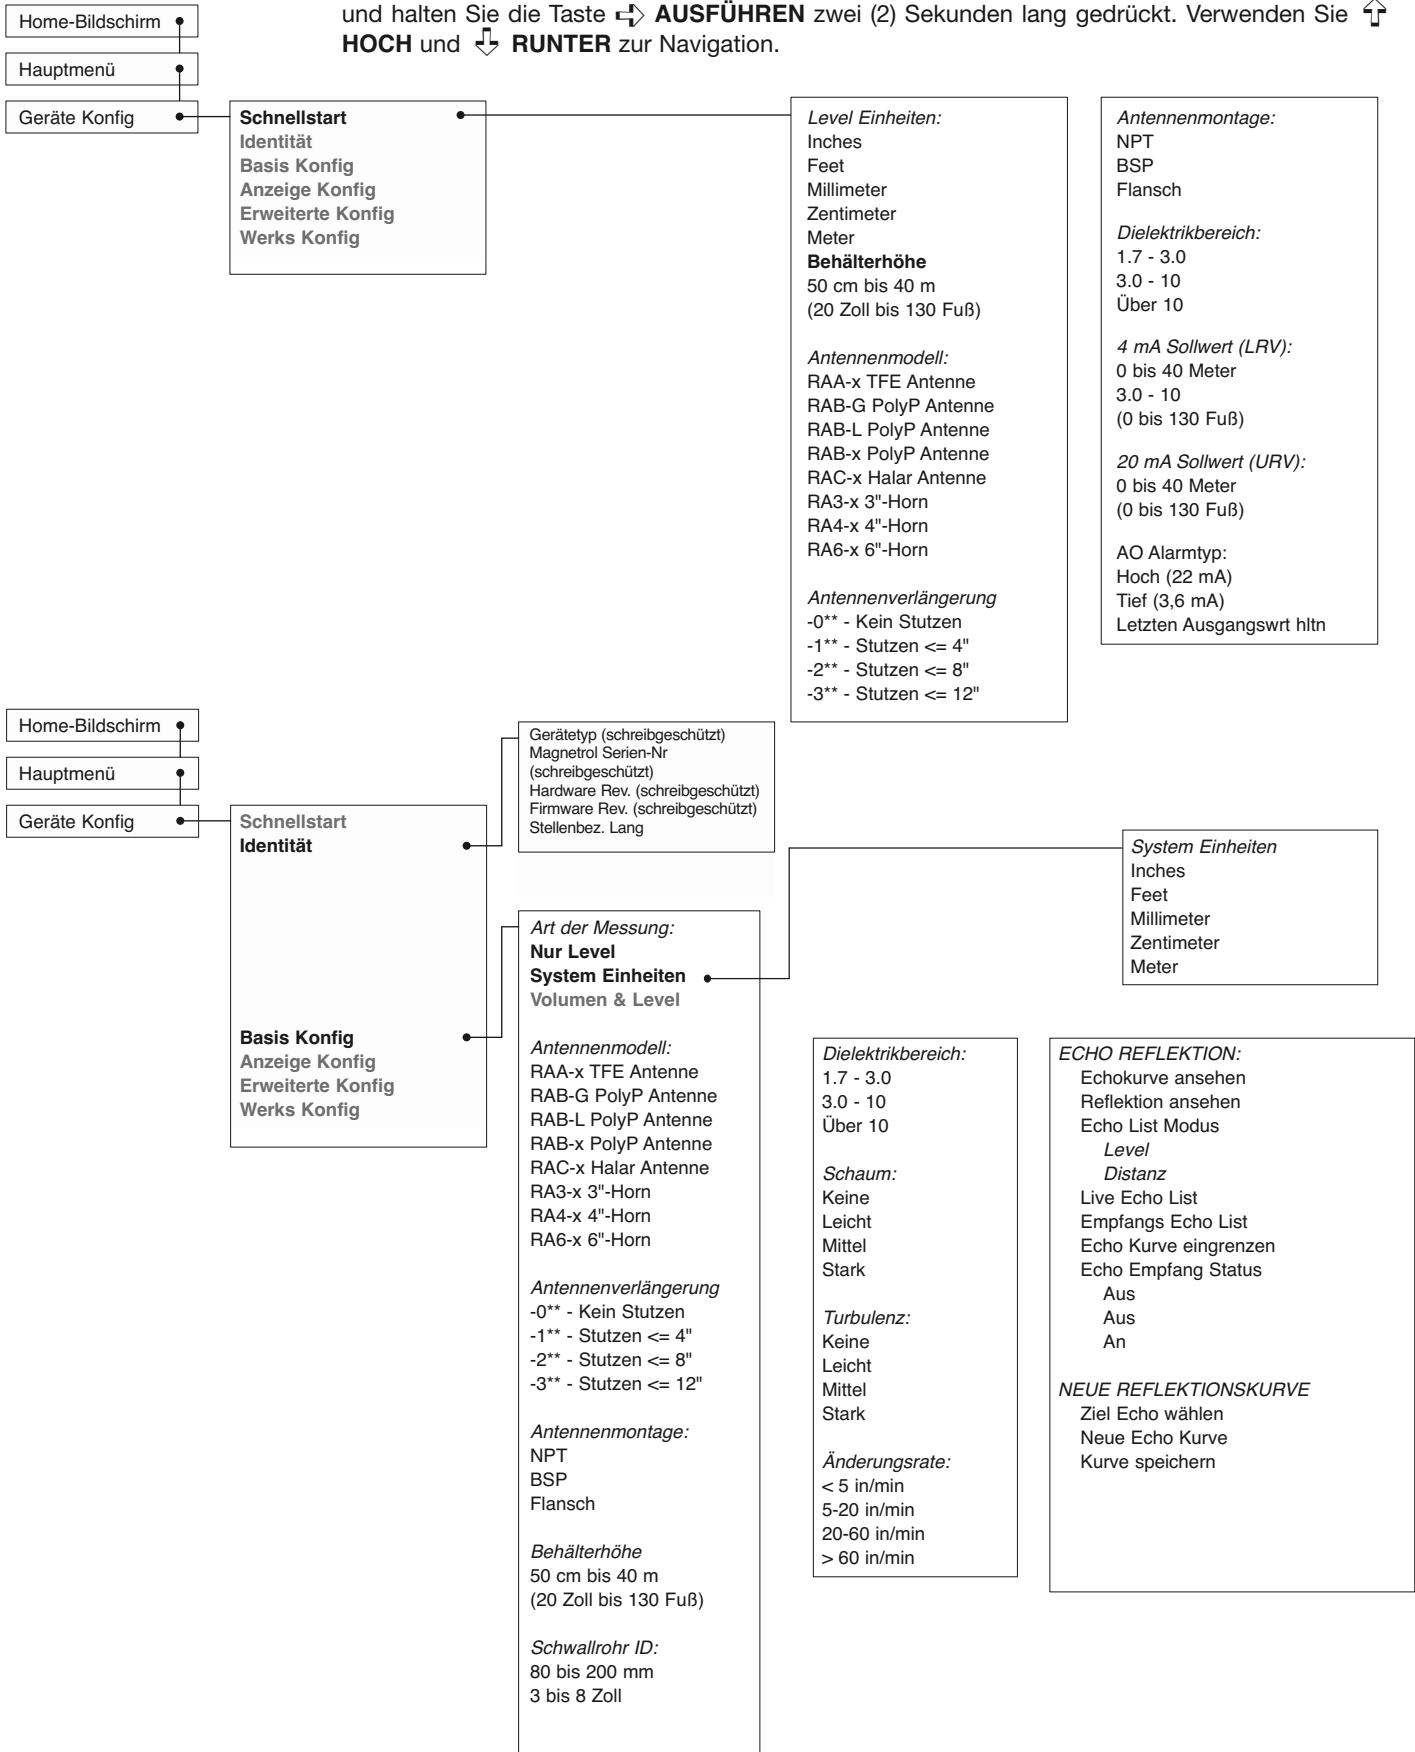 und halten Sie die Taste AUSFÜHREN zwei (2) Sekunden lang gedrückt. Verwenden Sie
HOCH und RUNTER zur Navigation.
Home-Bildschirm
Hauptmenü
Geräte Konfig
Schnellstart
Identität
Basis Konfig
Anzeige Konfig
Erweiterte Konfig
Werks Konfig
Level Einheiten:
Inches
Feet
Millimeter
Zentimeter
Meter
Behälterhöhe
50 cm bis 40 m
(20 Zoll bis 130 Fuß)
Antennenmodell:
RAA-x TFE Antenne
RAB-G PolyP Antenne
RAB-L PolyP Antenne
RAB-x PolyP Antenne
RAC-x Halar Antenne
RA3-x 3"-Horn
RA4-x 4"-Horn
RA6-x 6"-Horn
Antennenverlängerung
-0** - Kein Stutzen
-1** - Stutzen <= 4"
-2** - Stutzen <= 8"
-3** - Stutzen <= 12"
Antennenmontage:
NPT
BSP
Flansch
Dielektrikbereich:
1.7 - 3.0
3.0 - 10
Über 10
4 mA Sollwert (LRV):
0 bis 40 Meter
3.0 - 10
(0 bis 130 Fuß)
20 mA Sollwert (URV):
0 bis 40 Meter
(0 bis 130 Fuß)
AO Alarmtyp:
Hoch (22 mA)
Tief (3,6 mA)
Letzten Ausgangswrt hltn
Home-Bildschirm
Hauptmenü
Geräte Konfig
Schnellstart
Identität
Basis Konfig
Anzeige Konfig
Erweiterte Konfig
Werks Konfig
Gerätetyp (schreibgeschützt)
Magnetrol Serien-Nr
(schreibgeschützt)
Hardware Rev. (schreibgeschützt)
Firmware Rev. (schreibgeschützt)
Stellenbez. Lang
Art der Messung:
Nur Level
System Einheiten
Volumen & Level
Antennenmodell:
RAA-x TFE Antenne
RAB-G PolyP Antenne
RAB-L PolyP Antenne
RAB-x PolyP Antenne
RAC-x Halar Antenne
RA3-x 3"-Horn
RA4-x 4"-Horn
RA6-x 6"-Horn
Antennenverlängerung
-0** - Kein Stutzen
-1** - Stutzen <= 4"
-2** - Stutzen <= 8"
-3** - Stutzen <= 12"
Antennenmontage:
NPT
BSP
Flansch
Behälterhöhe
50 cm bis 40 m
(20 Zoll bis 130 Fuß)
Schwallrohr ID:
80 bis 200 mm
3 bis 8 Zoll
System Einheiten
Inches
Feet
Millimeter
Zentimeter
Meter
Dielektrikbereich:
1.7 - 3.0
3.0 - 10
Über 10
Schaum:
Keine
Leicht
Mittel
Stark
Turbulenz:
Keine
Leicht
Mittel
Stark
Änderungsrate:
< 5 in/min
5-20 in/min
20-60 in/min
> 60 in/min
ECHO REFLEKTION:
Echokurve ansehen
Reflektion ansehen
Echo List Modus
Level
Distanz
Live Echo List
Empfangs Echo List
Echo Kurve eingrenzen
Echo Empfang Status
Aus
Aus
An
NEUE REFLEKTIONSKURVE
Ziel Echo wählen
Neue Echo Kurve
Kurve speichern